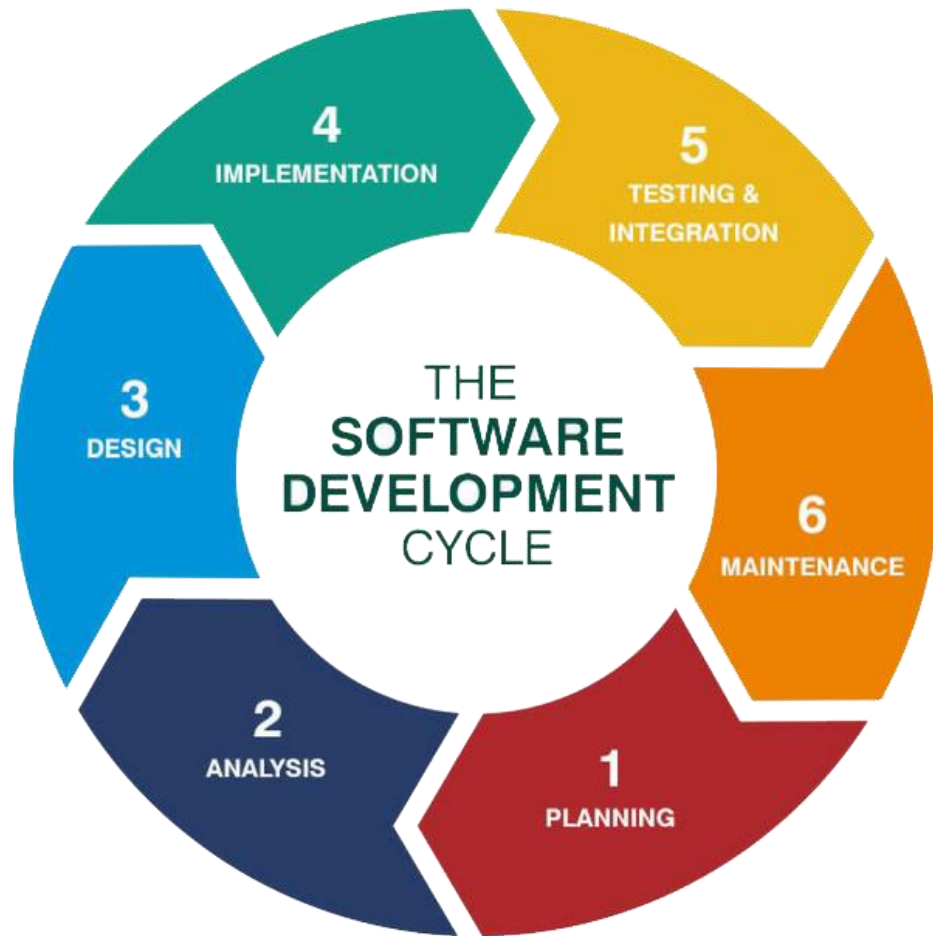 THE
SOFTWARE
DEVELOPMENT
CYCLE
1
PLANNING
2
ANALYSIS
3
DESIGN
4
IMPLEMENTATION
5
TESTING &
INTEGRATION
6
MAINTENANCE